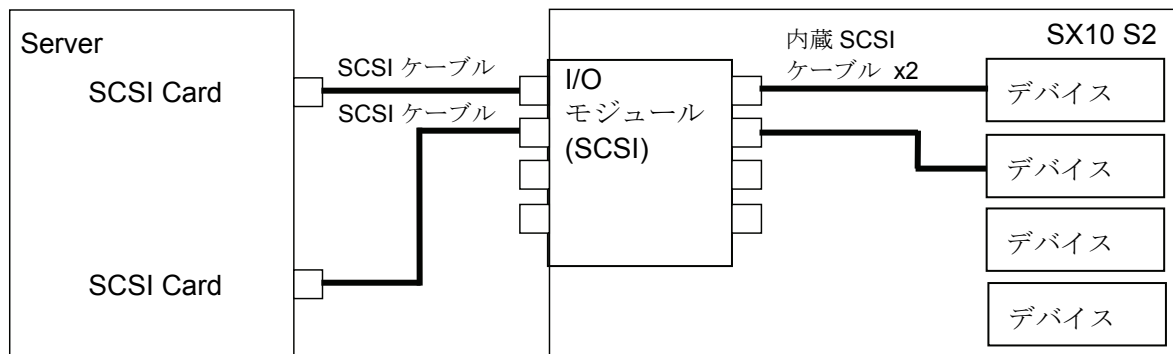 Server
SCSI Card
SCSI ケーブル
SCSI ケーブル
SCSI Card
I/O
モジュール
(SCSI)
内蔵 SCSI
ケーブル x2
SX10 S2
デバイス
デバイス
デバイス
デバイス